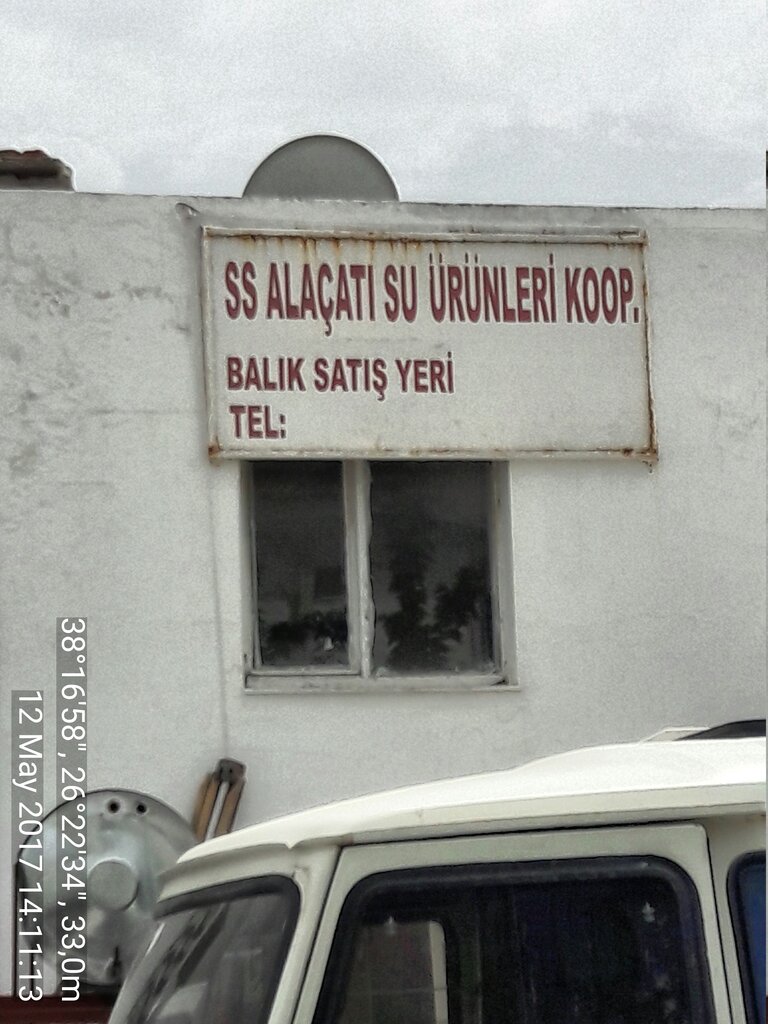 SS ALAÇATI SU ÜRÜNLERİ KOOP.
BALIK SATIŞ YERİ
TEL:
38°16'58", 26°22'34", 33,0m
12 May 2017 14:11:13